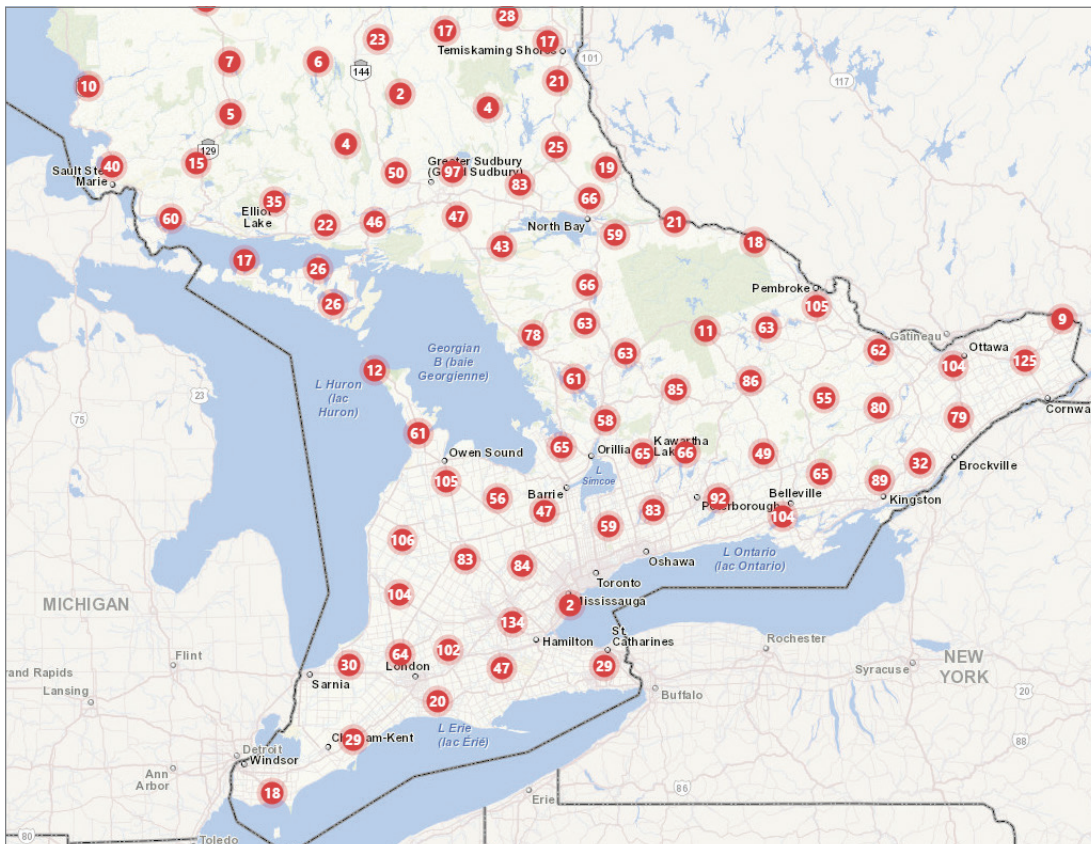 28
17
17
Temiskaming Shores
23
101
7
6
144
117
10
21
2
4
5
4
129
25
15
40
Sault Ste.
Marie
50
Greater Sudbury
(Grand Sudbury)
97
83
19
66
35
Elliot
Lake
60
22
46
47
North Bay
59
21
43
18
17
26
66
Pembroke
105
26
9
63
11
63
Gatineau
78
62
Ottawa
104
125
Georgian
B (baie
Georgienne)
63
12
L Huron
(lac
Huron)
61
85
86
55
80
Cornwa
23
79
75
58
61
65
Orillia
65
Kawartha
Lake
66
49
Owen Sound
L
Simcoe
65
32
Brockville
105
56
Barrie
89
Kingston
47
92
Peterborough
Belleville
104
83
59
106
83
84
Oshawa
L Ontario
(lac Ontario)
Toronto
104
2
Mississauga
MICHIGAN
134
Hamilton
St.
Catharines
Rochester
64
102
London
47
29
30
Flint
rand Rapids
Sarnia
Syracuse
NEW
YORK
Lansing
20
Buffalo
20
L Erie
(lac Érié)
29
Chatham-Kent
Detroit
Windsor
88
Ann
Arbor
18
86
Erie
80
Toledo